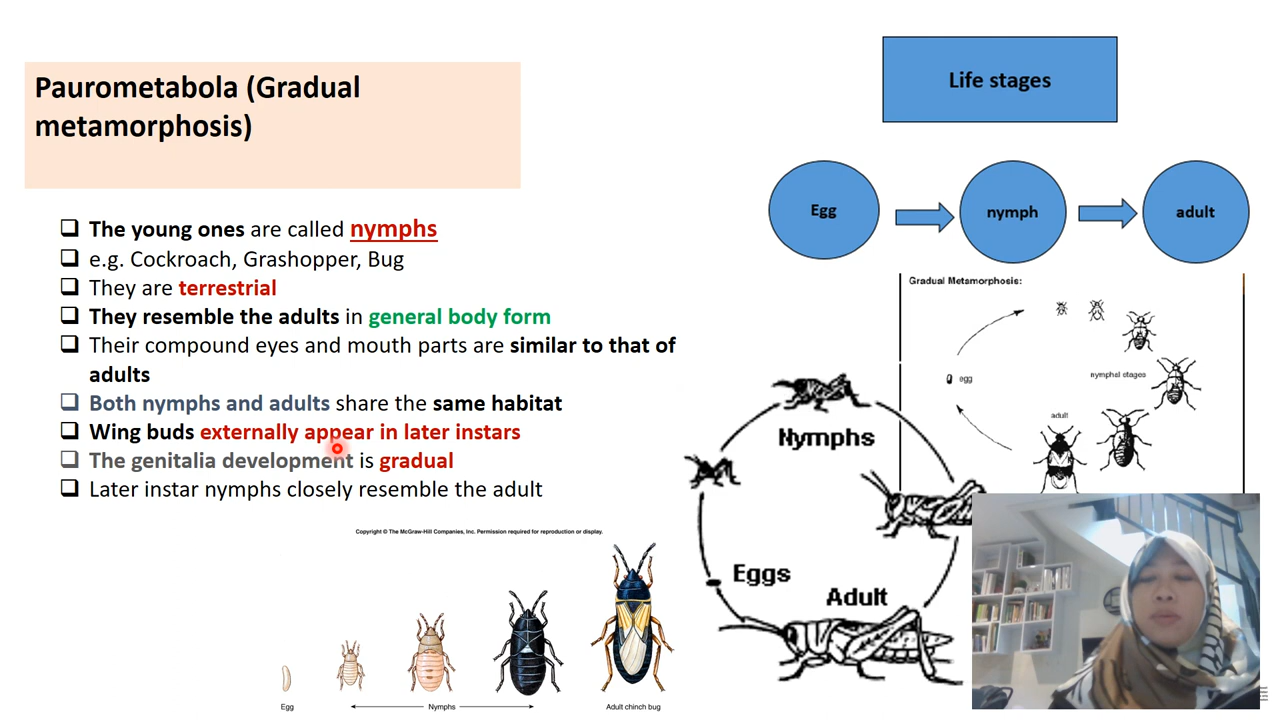 Paurometabola (Gradual
metamorphosis)
The young ones are called nymphs
e.g. Cockroach, Grashopper, Bug
They are terrestrial
They resemble the adults in general body form
Their compound eyes and mouth parts are similar to that of
adults
Both nymphs and adults share the same habitat
Wing buds externally appear in later instars
The genitalia development is gradual
Later instar nymphs closely resemble the adult
Copyright © The McGraw-Hill Companies, Inc. Permission required for reproduction or display.
Egg
Nymphs
Adult chinch bug
Life stages
Egg
nymph
adult
Gradual Metamorphosis:
egg
nymphal stages
adult
Nymphs
Eggs
Adult